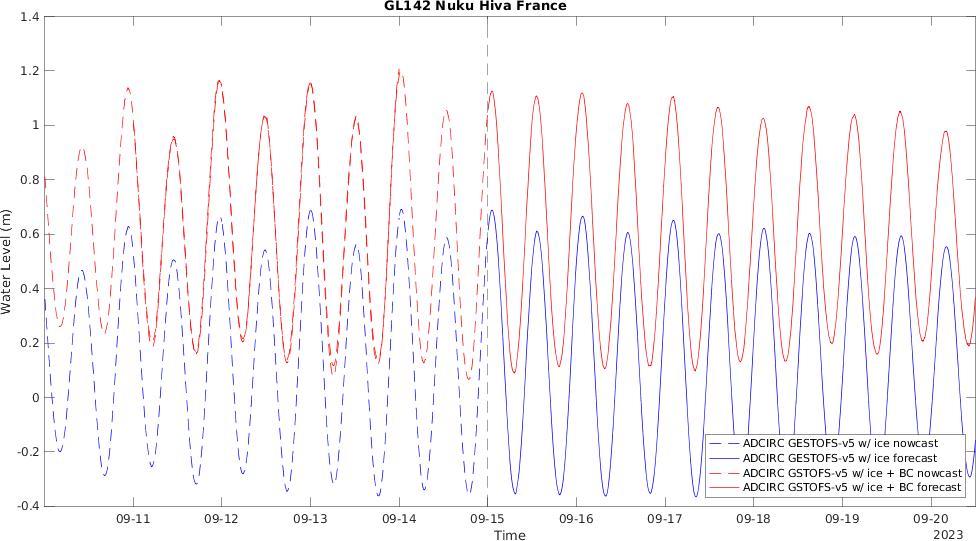 GL142 Nuku Hiva France
1.4
1.2
1
0.8
0.6
0.4
0.2
0
-0.2
-0.4
Water Level (m)
ADCIRC GESTOFS-v5 w/ ice nowcast
ADCIRC GESTOFS-v5 w/ ice forecast
ADCIRC GSTOFS-v5 w/ ice + BC nowcast
ADCIRC GSTOFS-v5 w/ ice + BC forecast
09-11 09-12 09-13 09-14 09-15 09-16 09-17 09-18 09-19 09-20
Time
2023